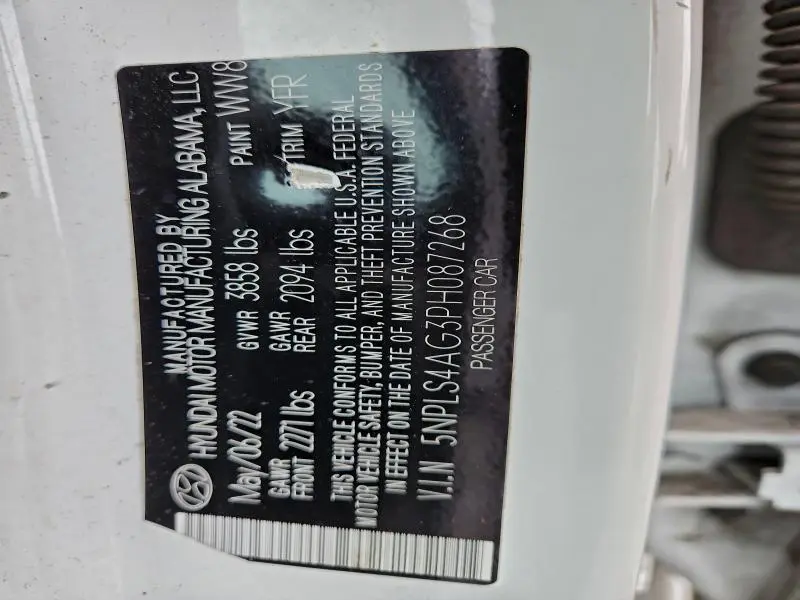 MANUFACTURED BY
HYUNDAI MOTOR MANUFACTURING ALABAMA, LLC
May/06/22 GVWR 3858 lbs PAINT WW8
GAWR FRONT 2271 lbs GAWR REAR 2094 lbs TRIM YFR
THIS VEHICLE CONFORMS TO ALL APPLICABLE U.S.A. FEDERAL
MOTOR VEHICLE SAFETY, BUMPER, AND THEFT PREVENTION STANDARDS
IN EFFECT ON THE DATE OF MANUFACTURE SHOWN ABOVE
V.I.N 5NPLS4AG3PH087268
PASSENGER CAR